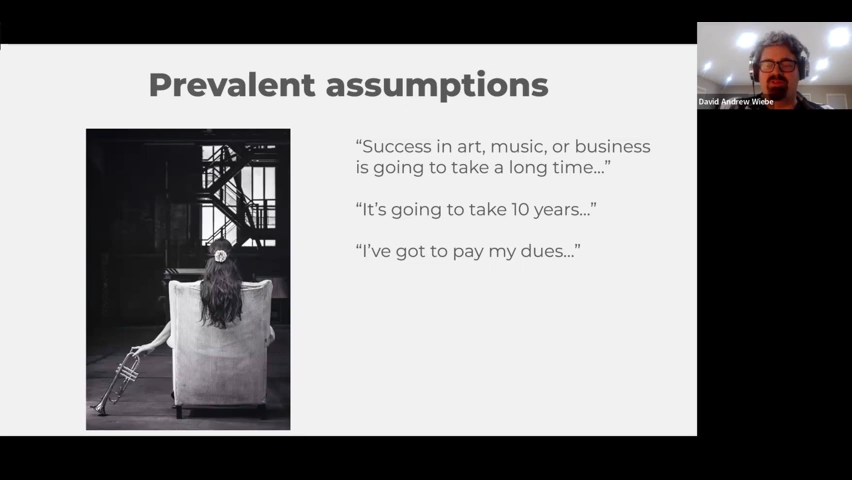 Prevalent assumptions
“Success in art, music, or business
is going to take a long time...”
“It’s going to take 10 years...”
“I’ve got to pay my dues...”
David Andrew Wiebe